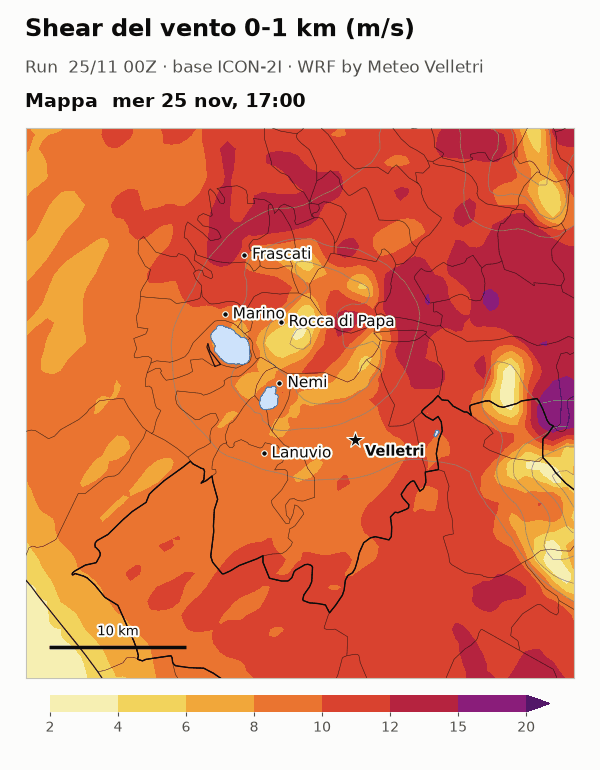 Shear del vento 0-1 km (m/s)
Run  25/11 00Z · base ICON-2I · WRF by Meteo Velletri
Mappa  mer 25 nov, 17:00
Frascati
Marino
Rocca di Papa
Nemi
Velletri
Lanuvio
10 km
2 4 6 8 10 12 15 20